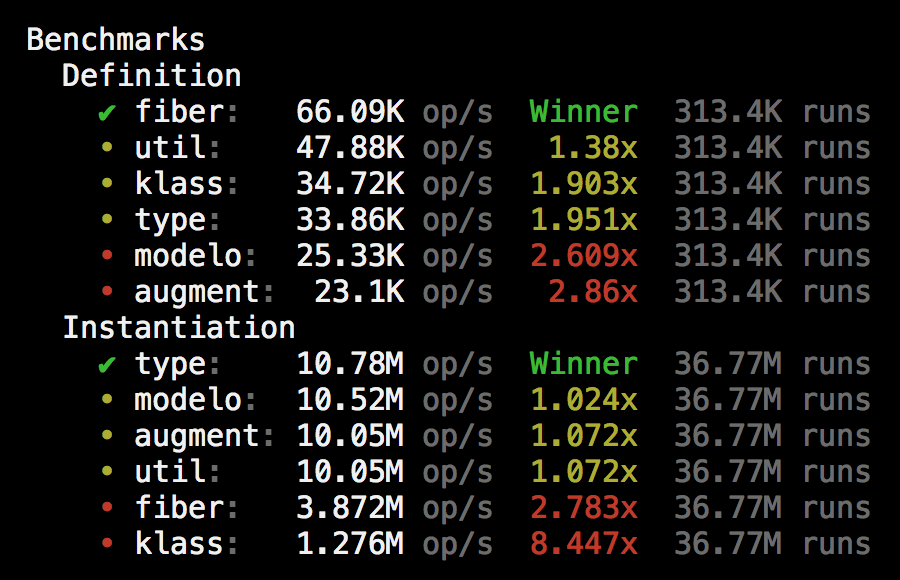 Benchmarks
Definition
✔ fiber: 66.09K op/s Winner 313.4K runs
• util: 47.88K op/s 1.38x 313.4K runs
• klass: 34.72K op/s 1.903x 313.4K runs
• type: 33.86K op/s 1.951x 313.4K runs
• modelo: 25.33K op/s 2.609x 313.4K runs
• augment: 23.1K op/s 2.86x 313.4K runs
Instantiation
✔ type: 10.78M op/s Winner 36.77M runs
• modelo: 10.52M op/s 1.024x 36.77M runs
• augment: 10.05M op/s 1.072x 36.77M runs
• util: 10.05M op/s 1.072x 36.77M runs
• fiber: 3.872M op/s 2.783x 36.77M runs
• klass: 1.276M op/s 8.447x 36.77M runs